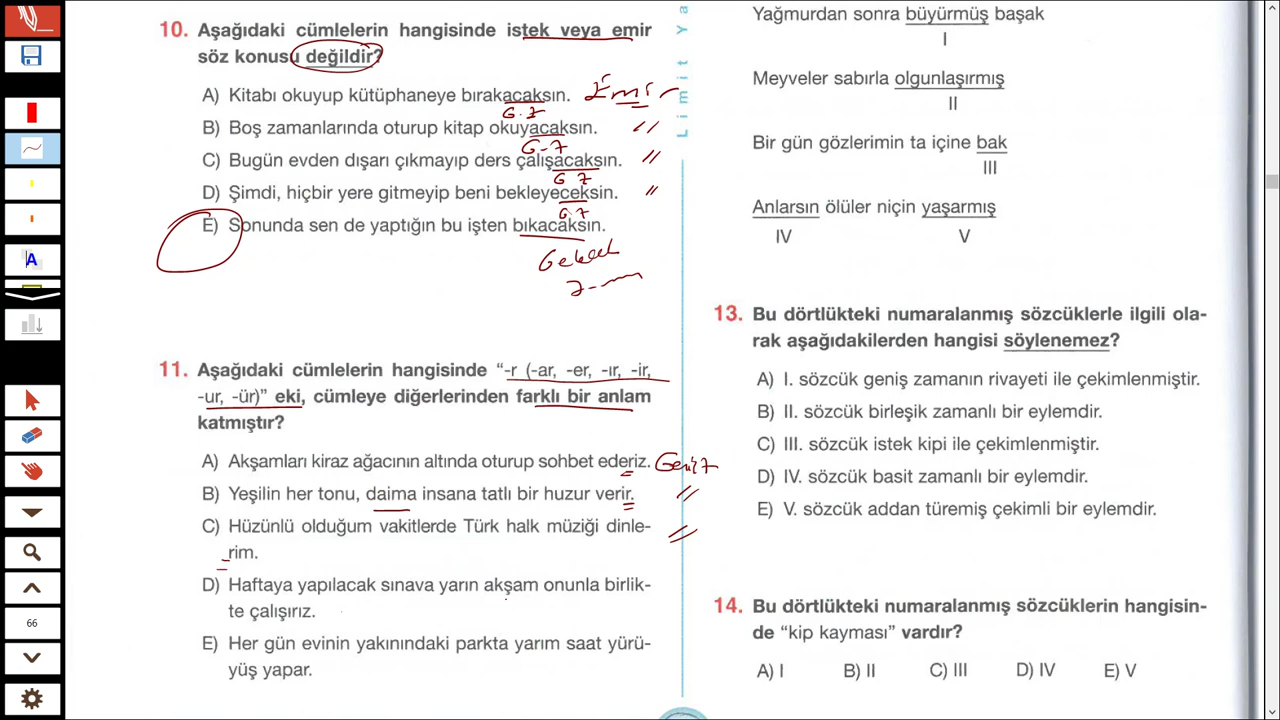 10. Aşağıdaki cümlelerin hangisinde istek veya emir
söz konusu değildir?
A) Kitabı okuyup kütüphaneye bırakacaksın. Emir
G.Z
B) Boş zamanlarında oturup kitap okuyacaksın. "
G.Z
C) Bugün evden dışarı çıkmayıp ders çalışacaksın. "
G.Z
D) Şimdi, hiçbir yere gitmeyip beni bekleyeceksin. "
G.Z
E) Sonunda sen de yaptığın bu işten bıkacaksın.
11. Aşağıdaki cümlelerin hangisinde “-r (-ar, -er, -ır, -ir,
-ur, -ür)” eki, cümleye diğerlerinden farklı bir anlam
katmıştır?
A) Akşamları kiraz ağacının altında oturup sohbet ederiz. Geniş Z
B) Yeşilin her tonu, daima insana tatlı bir huzur verir. "
C) Hüzünlü olduğum vakitlerde Türk halk müziği dinle- "
rim.
D) Haftaya yapılacak sınava yarın akşam onunla birlik-
te çalışırız.
E) Her gün evinin yakınındaki parkta yarım saat yürü-
yüş yapar.
Limit Ya
Yağmurdan sonra büyürmüş başak
I
Meyveler sabırla olgunlaşırmış
II
Bir gün gözlerimin ta içine bak
III
Anlarsın ölüler niçin yaşarmış
IV V
13. Bu dörtlükteki numaralanmış sözcüklerle ilgili ola-
rak aşağıdakilerden hangisi söylenemez?
A) I. sözcük geniş zamanın rivayeti ile çekimlenmiştir.
B) II. sözcük birleşik zamanlı bir eylemdir.
C) III. sözcük istek kipi ile çekimlenmiştir.
D) IV. sözcük basit zamanlı bir eylemdir.
E) V. sözcük addan türemiş çekimli bir eylemdir.
14. Bu dörtlükteki numaralanmış sözcüklerin hangisin-
de “kip kayması” vardır?
A) I B) II C) III D) IV E) V
A
66